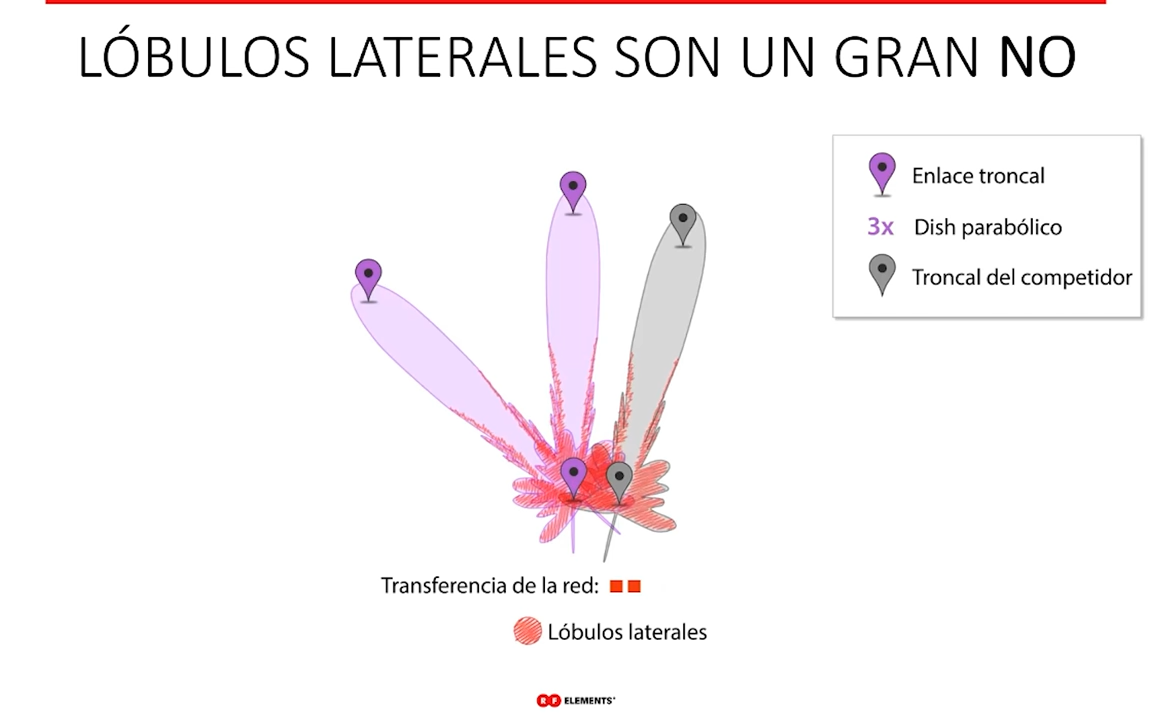 LÓBULOS LATERALES SON UN GRAN NO
Enlace troncal
3x Dish parabólico
Troncal del competidor
Transferencia de la red:
Lóbulos laterales
RF ELEMENTS